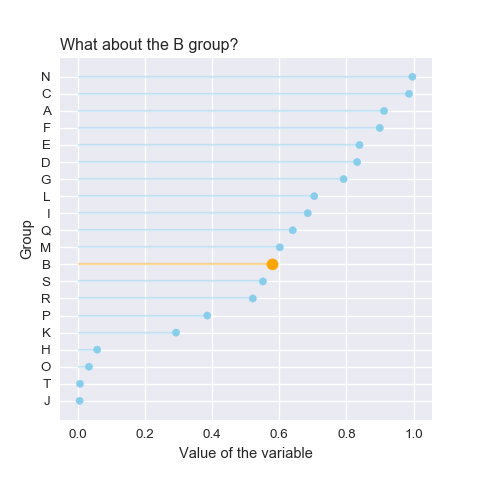 What about the B group?
N
C
A
F
E
D
G
L
I
Q
M
B
S
R
P
K
H
O
T
J
Group
0.0 0.2 0.4 0.6 0.8 1.0
Value of the variable